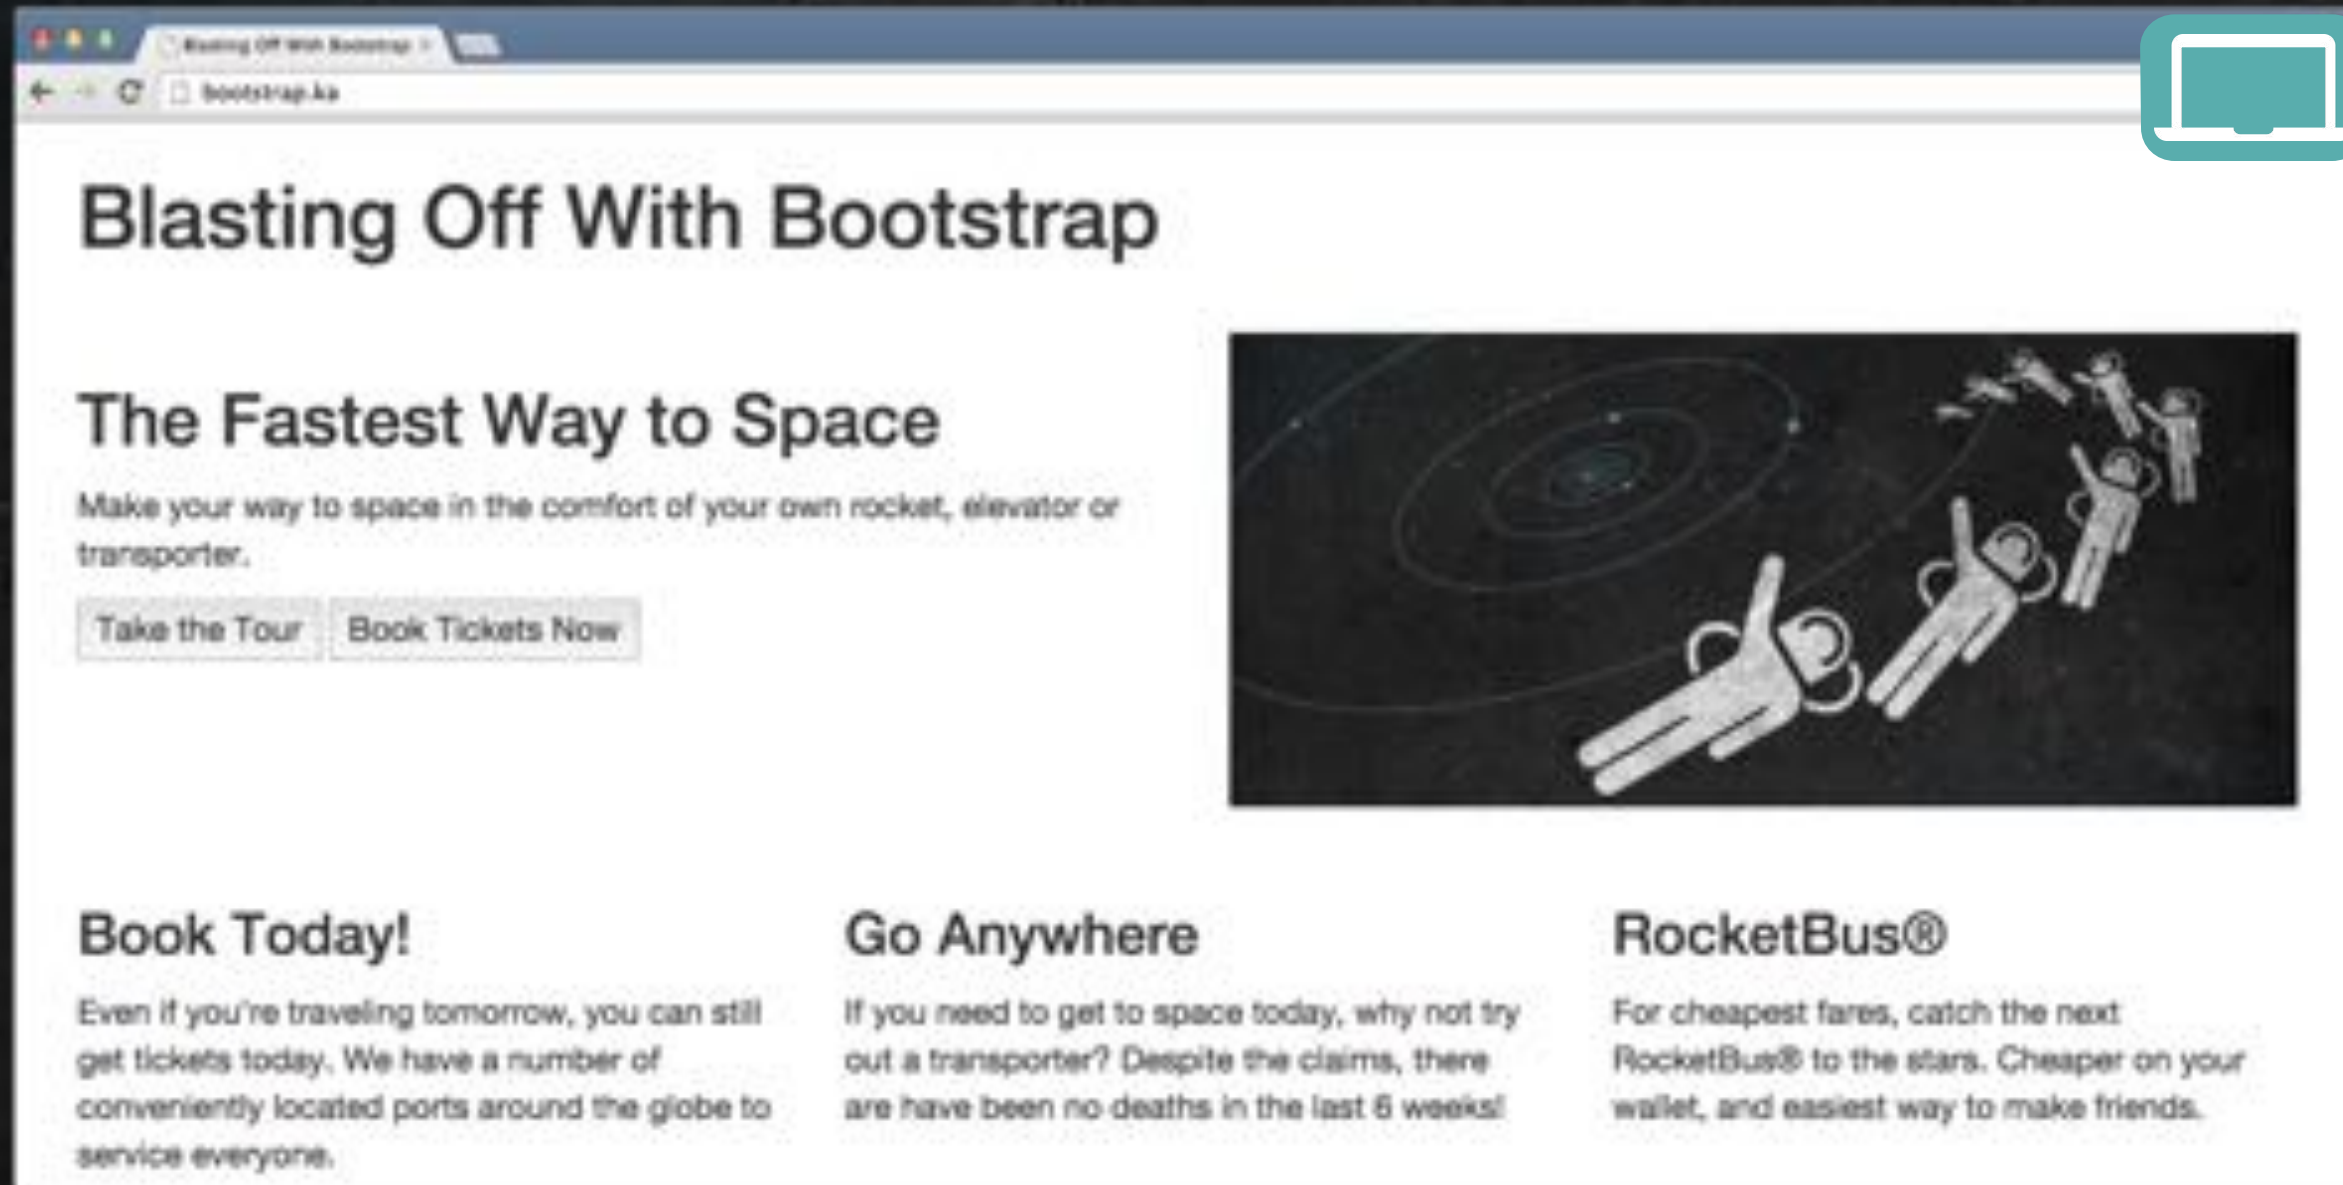 Blasting Off With Bootstrap
bootstrap.ka
Blasting Off With Bootstrap
The Fastest Way to Space
Make your way to space in the comfort of your own rocket, elevator or
transporter.
Take the Tour
Book Tickets Now
Book Today!
Even if you're traveling tomorrow, you can still
get tickets today. We have a number of
conveniently located ports around the globe to
service everyone.
Go Anywhere
If you need to get to space today, why not try
out a transporter? Despite the claims, there
are have been no deaths in the last 6 weeks!
RocketBus®
For cheapest fares, catch the next
RocketBus® to the stars. Cheaper on your
wallet, and easiest way to make friends.